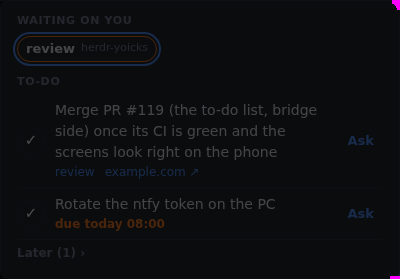 WAITING ON YOU
review herdr-yolcks
TO-DO
✓ Merge PR #119 (the to-do list, bridge
side) once its CI is green and the
screens look right on the phone
Ask
review example.com ↗
✓ Rotate the ntfy token on the PC
Ask
due today 08:00
Later (1) ›